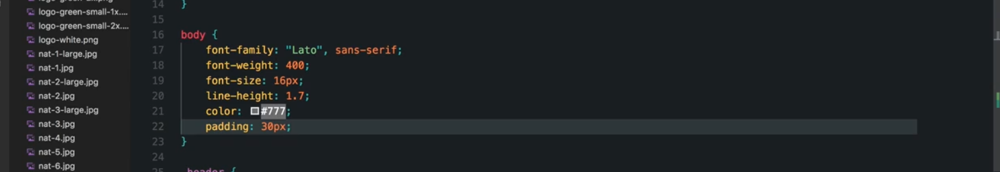 logo-green-small-1x....
logo-green-small-2x....
logo-white.png
nat-1-large.jpg
nat-1.jpg
nat-2-large.jpg
nat-2.jpg
nat-3-large.jpg
nat-3.jpg
nat-4.jpg
nat-5.jpg
nat-6.jpg
14 }
15
16 body {
17 font-family: "Lato", sans-serif;
18 font-weight: 400;
19 font-size: 16px;
20 line-height: 1.7;
21 color: #777;
22 padding: 30px;
23 }
24
25 .header {